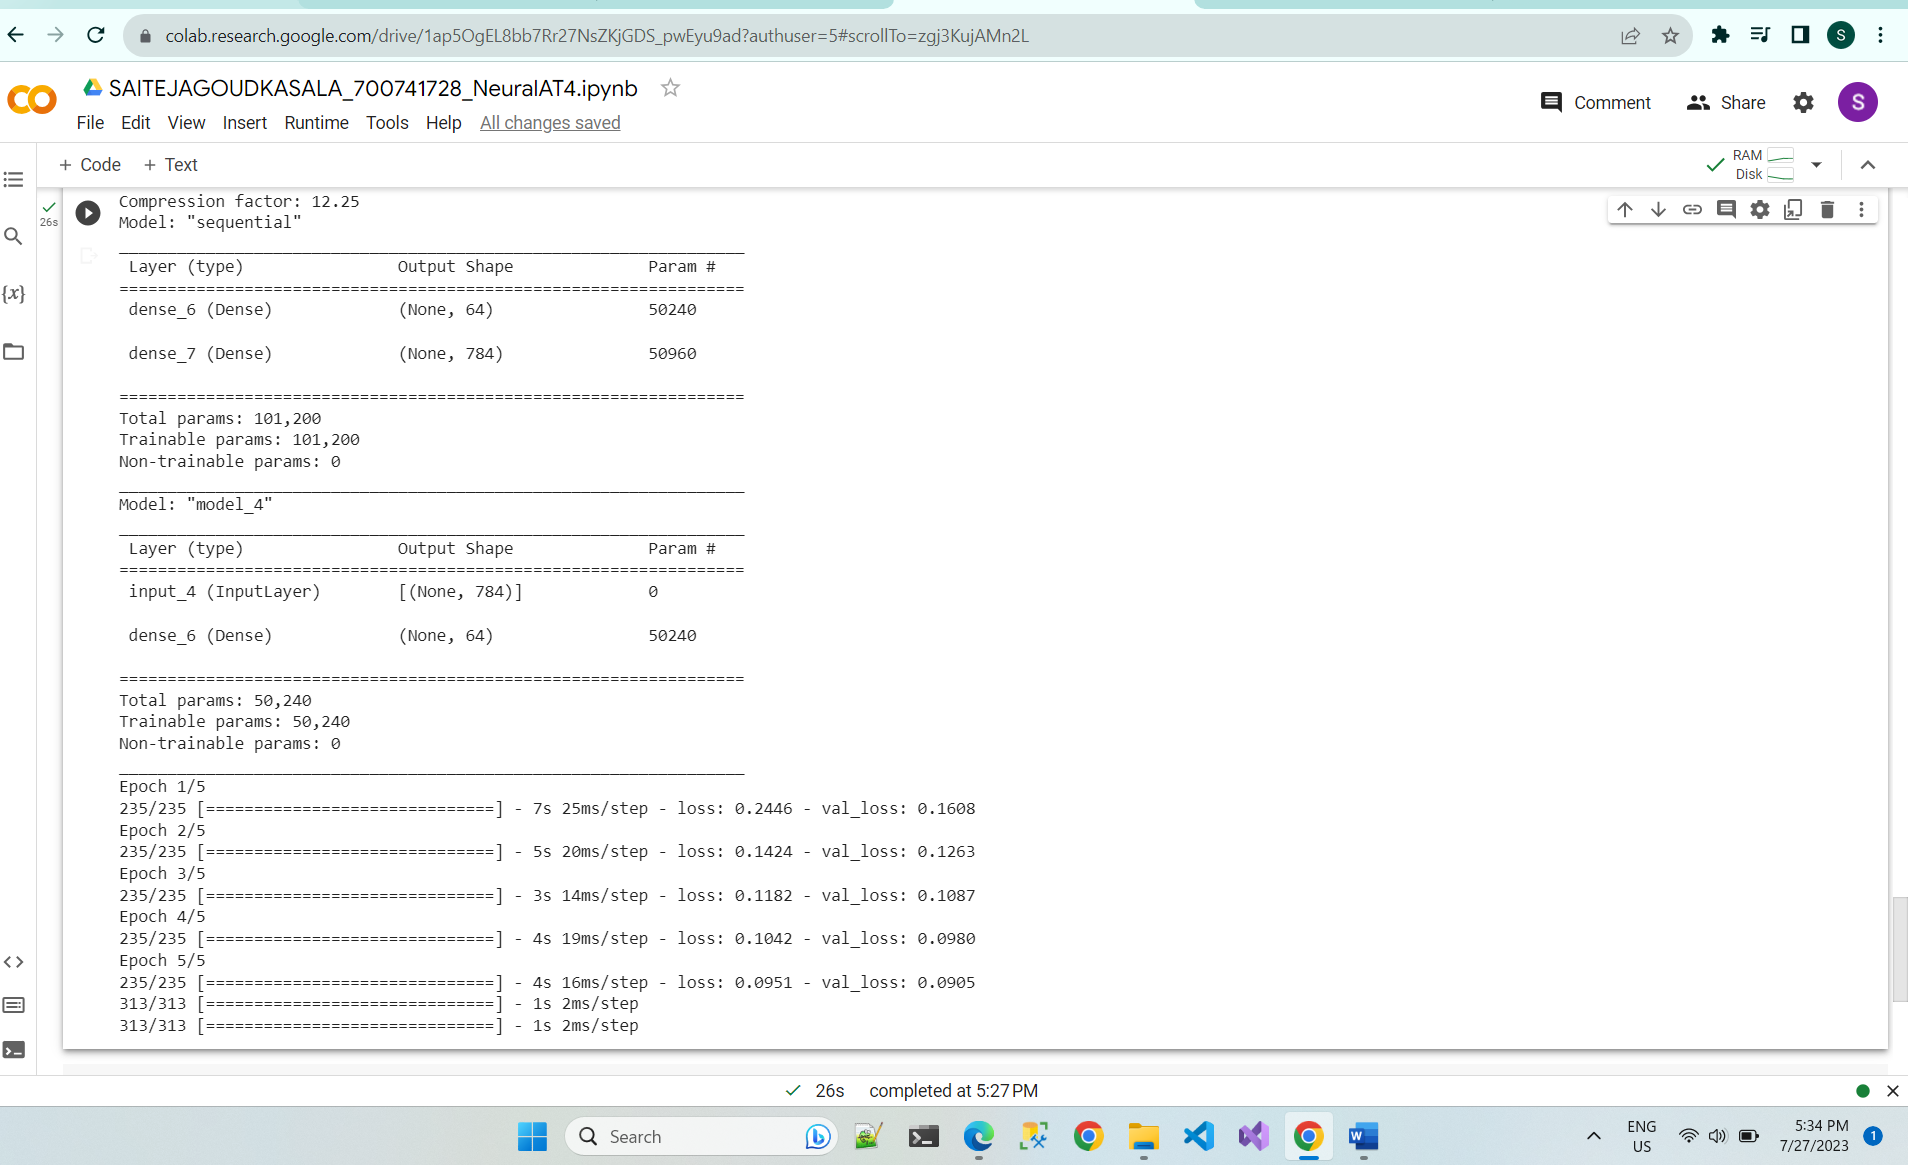 colab.research.google.com/drive/1ap5OgEL8bb7Rr27NsZKjGDS_pwEyu9ad?authuser=5#scrollTo=zgj3KujAMn2L
S
SAITEJAGOUDKASALA_700741728_NeuralAT4.ipynb
File Edit View Insert Runtime Tools Help All changes saved
Comment Share S
+ Code + Text
RAM
Disk
26s
{x}
Compression factor: 12.25
Model: "sequential"
_________________________________________________________________
Layer (type) Output Shape Param #
=================================================================
dense_6 (Dense) (None, 64) 50240
dense_7 (Dense) (None, 784) 50960
=================================================================
Total params: 101,200
Trainable params: 101,200
Non-trainable params: 0
_________________________________________________________________
Model: "model_4"
_________________________________________________________________
Layer (type) Output Shape Param #
=================================================================
input_4 (InputLayer) [(None, 784)] 0
dense_6 (Dense) (None, 64) 50240
=================================================================
Total params: 50,240
Trainable params: 50,240
Non-trainable params: 0
_________________________________________________________________
Epoch 1/5
235/235 [==============================] - 7s 25ms/step - loss: 0.2446 - val_loss: 0.1608
Epoch 2/5
235/235 [==============================] - 5s 20ms/step - loss: 0.1424 - val_loss: 0.1263
Epoch 3/5
235/235 [==============================] - 3s 14ms/step - loss: 0.1182 - val_loss: 0.1087
Epoch 4/5
235/235 [==============================] - 4s 19ms/step - loss: 0.1042 - val_loss: 0.0980
Epoch 5/5
235/235 [==============================] - 4s 16ms/step - loss: 0.0951 - val_loss: 0.0905
313/313 [==============================] - 1s 2ms/step
313/313 [==============================] - 1s 2ms/step
26s completed at 5:27 PM
Search
ENG
US
5:34 PM
7/27/2023
1